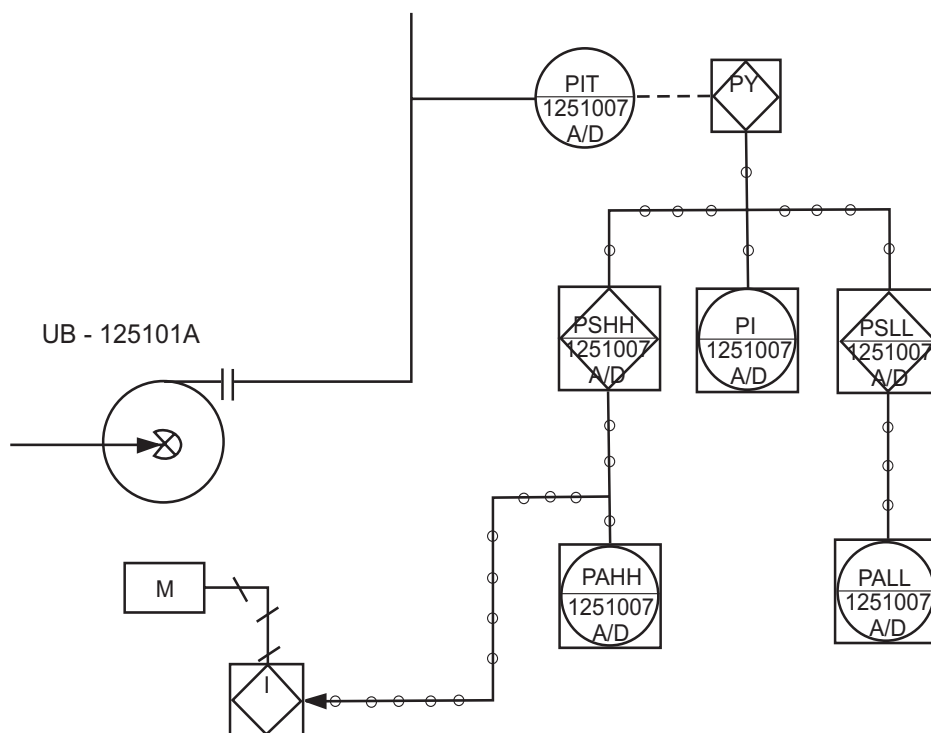 PIT
1251007
A/D
PY
UB - 125101A
PSHH
1251007
A/D
PI
1251007
A/D
PSLL
1251007
A/D
M
PAHH
1251007
A/D
PALL
1251007
A/D
I